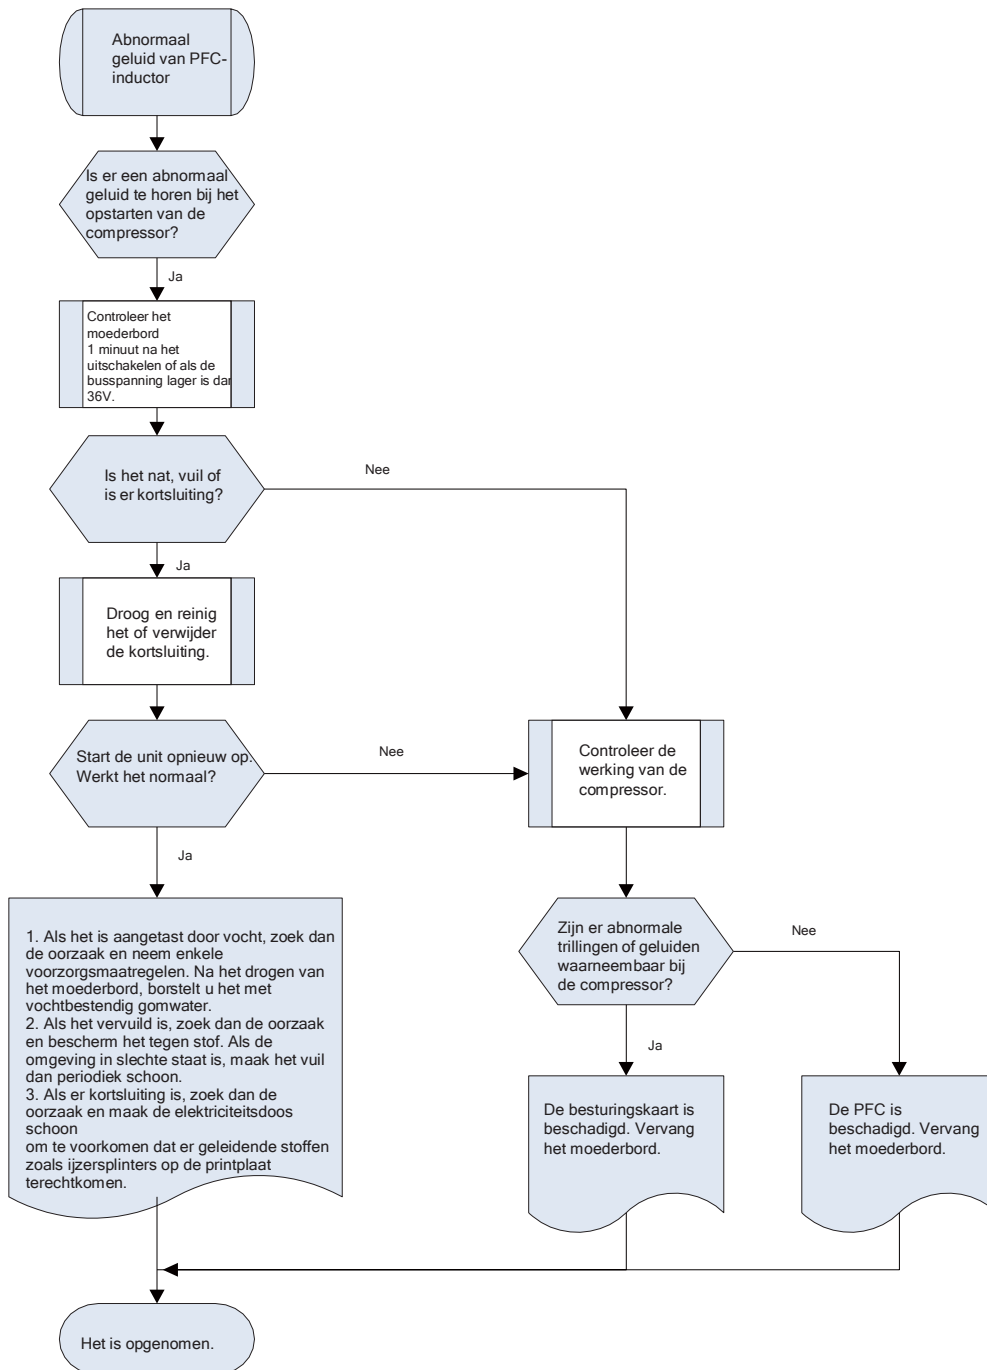 Abnormaal
geluid van PFC-
inductor
Is er een abnormaal
geluid te horen bij het
opstarten van de
compressor?
Ja
Controleer het
moederbord
1 minuut na het
uitschakelen of als de
busspanning lager is dan
36V.
Is het nat, vuil of
is er kortsluiting?
Nee
Ja
Droog en reinig
het of verwijder
de kortsluiting.
Start de unit opnieuw op.
Werkt het normaal?
Nee
Controleer de
werking van de
compressor.
Ja
1. Als het is aangetast door vocht, zoek dan
de oorzaak en neem enkele
voorzorgsmaatregelen. Na het drogen van
het moederbord, borstelt u het met
vochtbestendig gomwater.
2. Als het vervuild is, zoek dan de oorzaak
en bescherm het tegen stof. Als de
omgeving in slechte staat is, maak het vuil
dan periodiek schoon.
3. Als er kortsluiting is, zoek dan de
oorzaak en maak de elektriciteitsdoos
schoon
om te voorkomen dat er geleidende stoffen
zoals ijzersplinters op de printplaat
terechtkomen.
Zijn er abnormale
trillingen of geluiden
waarneembaar bij
de compressor?
Nee
Ja
De besturingskaart is
beschadigd. Vervang
het moederbord.
De PFC is
beschadigd. Vervang
het moederbord.
Het is opgenomen.